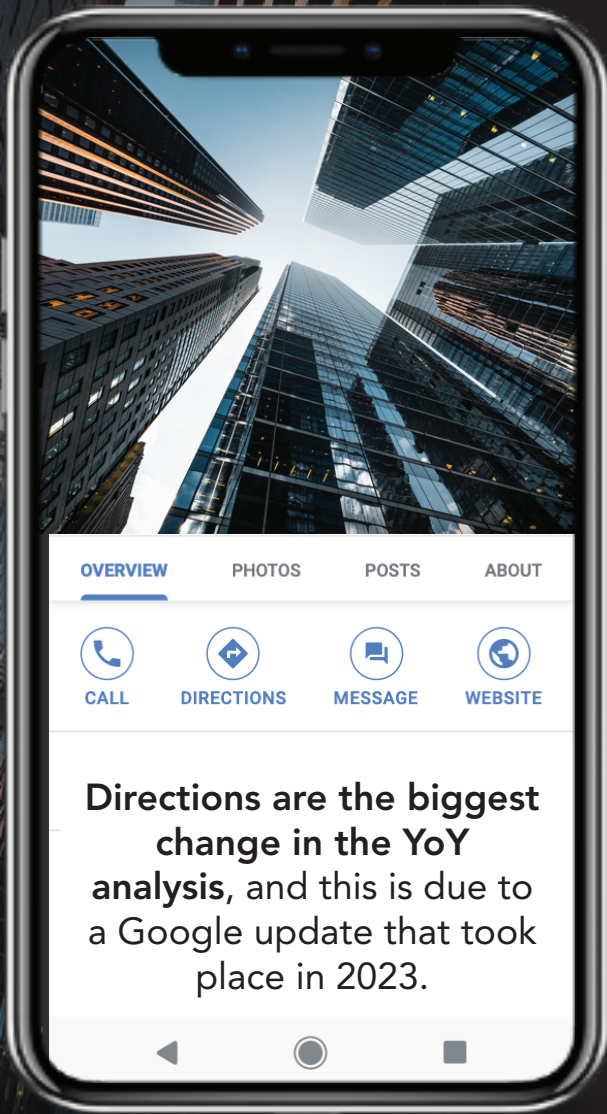 OVERVIEW PHOTOS POSTS ABOUT
CALL DIRECTIONS MESSAGE WEBSITE
Directions are the biggest
change in the YoY
analysis, and this is due to
a Google update that took
place in 2023.